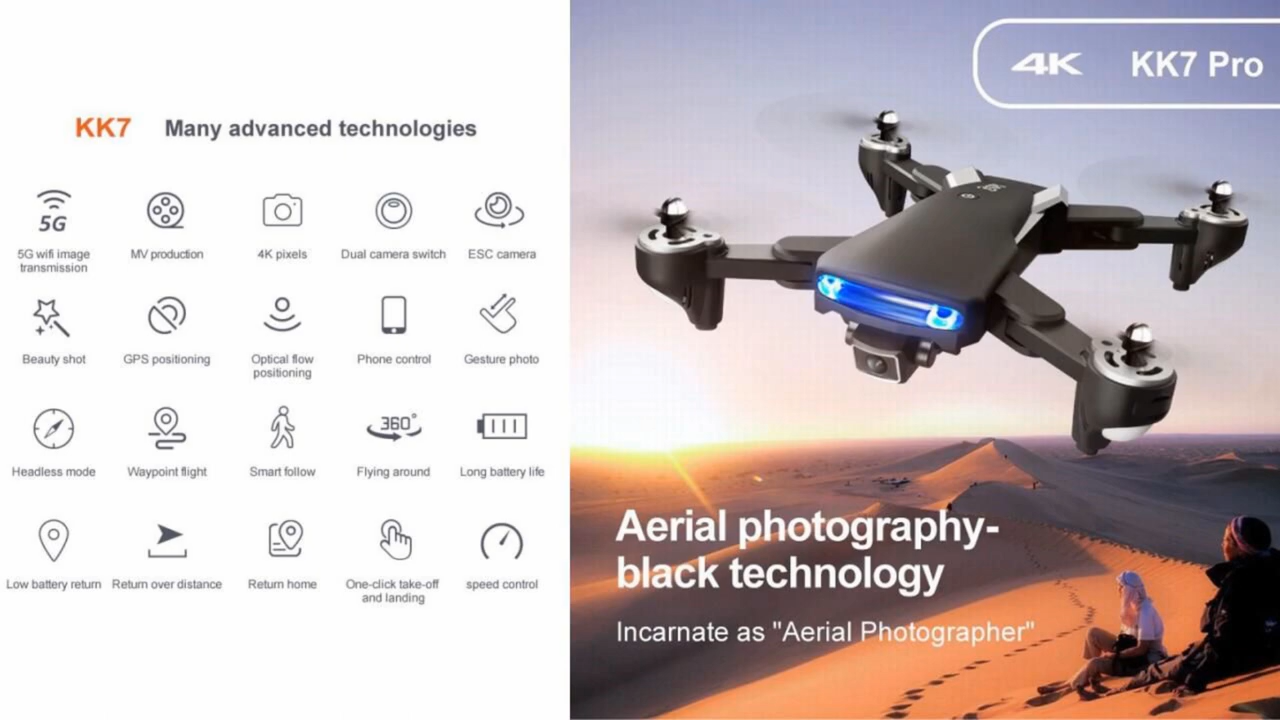 KK7 Many advanced technologies
5G
5G wifi image
transmission
MV production
4K pixels
Dual camera switch
ESC camera
Beauty shot
GPS positioning
Optical flow
positioning
Phone control
Gesture photo
360°
Headless mode
Waypoint flight
Smart follow
Flying around
Long battery life
Low battery return
Return over distance
Return home
One-click take-off
and landing
speed control
4K KK7 Pro
Aerial photography-
black technology
Incarnate as "Aerial Photographer"